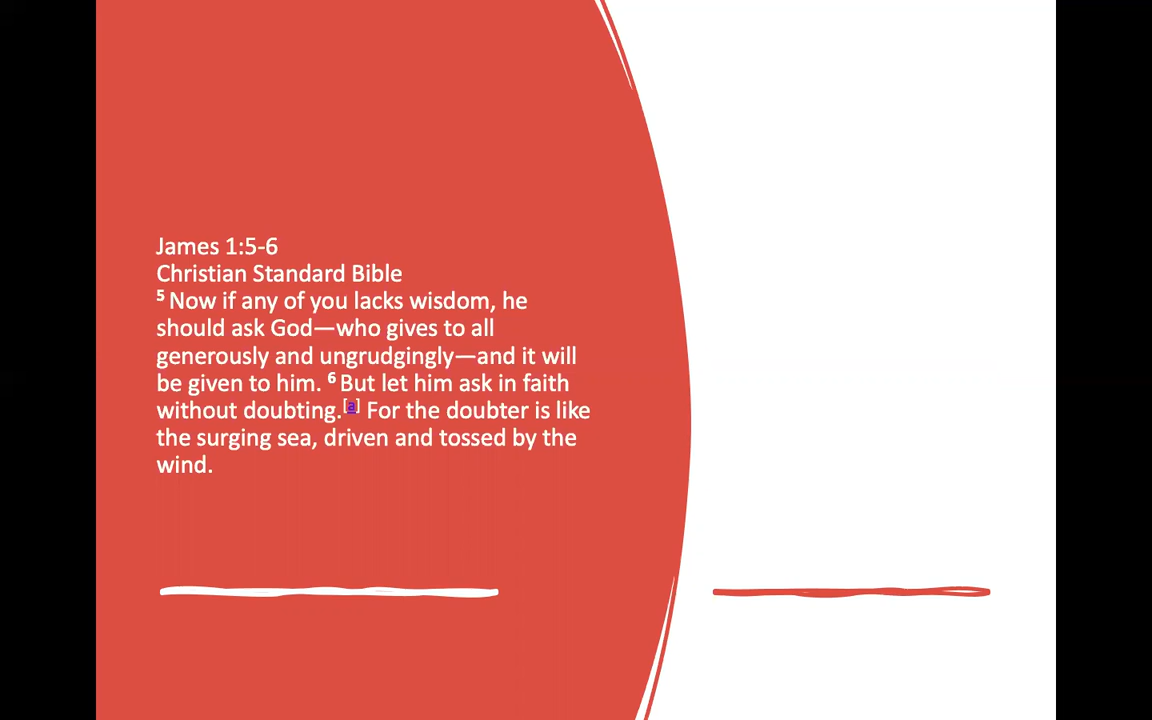 James 1:5-6
Christian Standard Bible
5 Now if any of you lacks wisdom, he
should ask God—who gives to all
generously and ungrudgingly—and it will
be given to him. 6 But let him ask in faith
without doubting.[a] For the doubter is like
the surging sea, driven and tossed by the
wind.